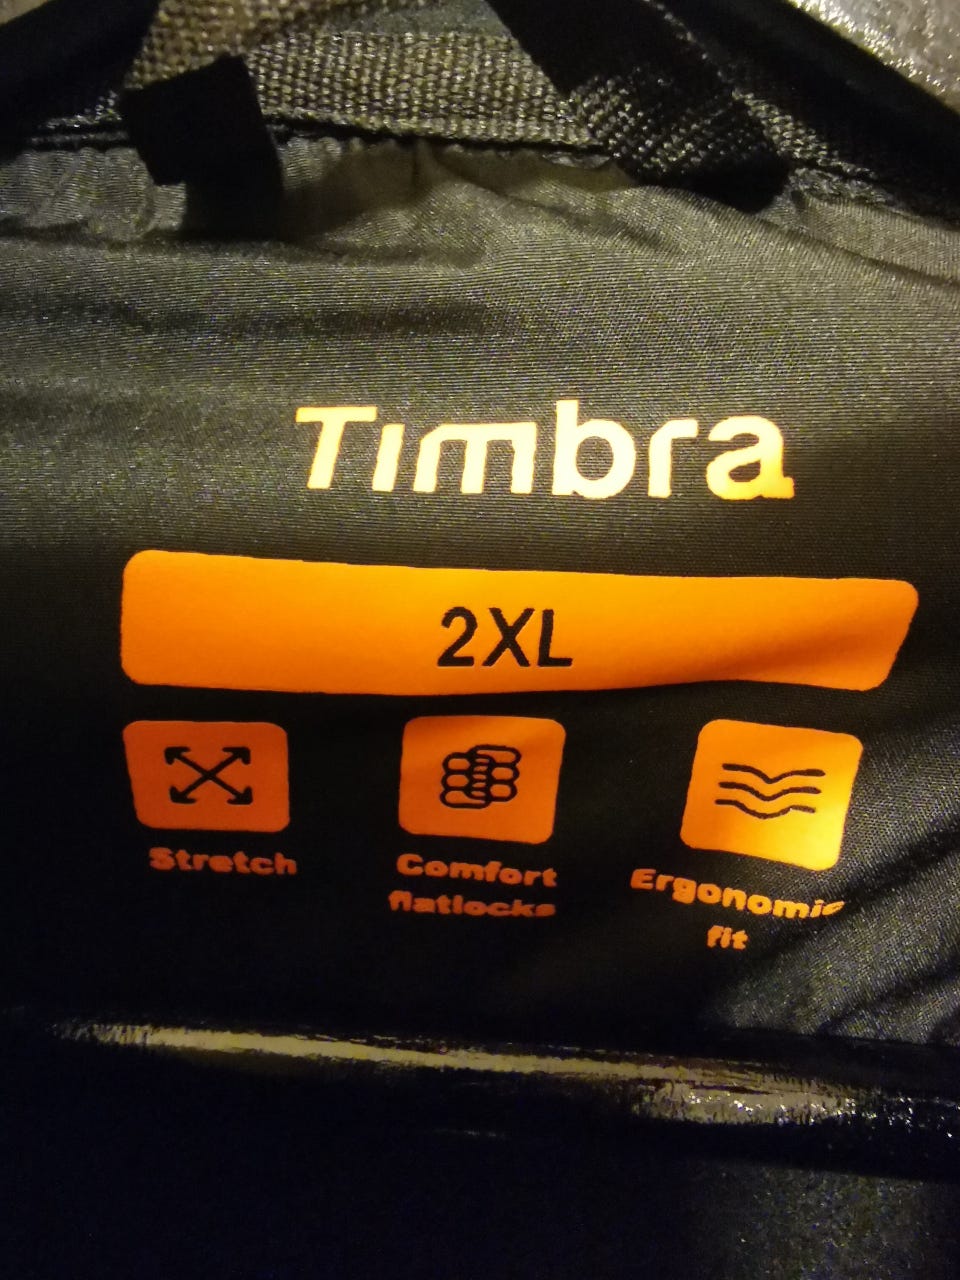 Timbra
2XL
Stretch
Comfort
flatlocks
Ergonomic
fit